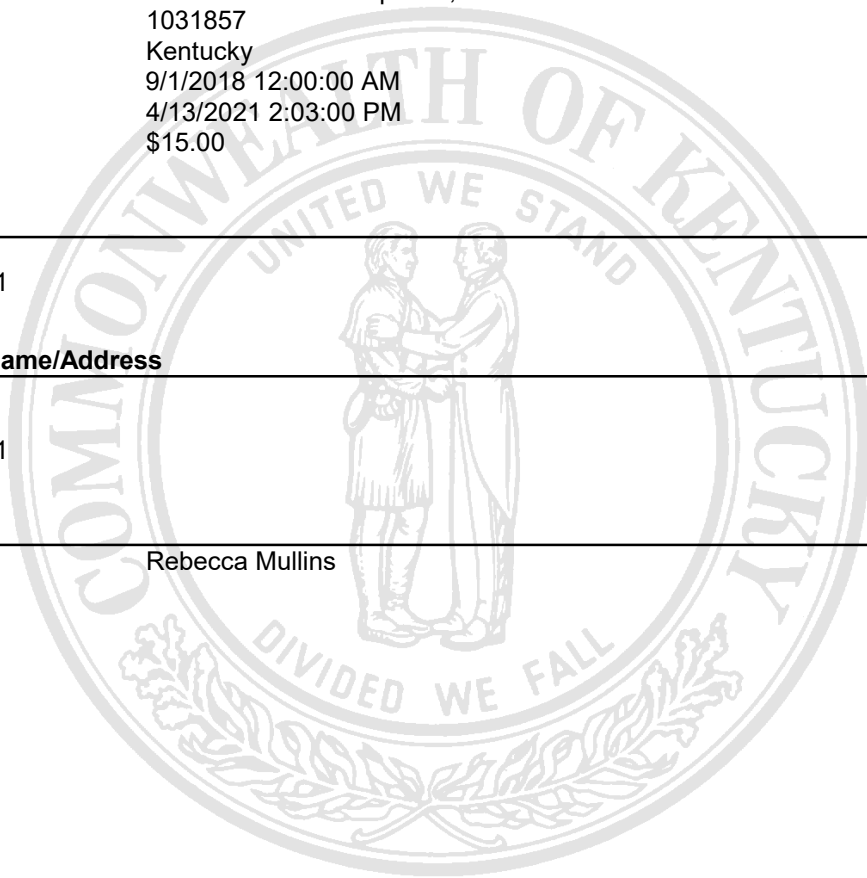 1031857
Kentucky
9/1/2018 12:00:00 AM
4/13/2021 2:03:00 PM
$15.00
1
ame/Address
1
Rebecca Mullins
COMMONWEALTH OF KENTUCKY
UNITED WE STAND
DIVIDED WE FALL